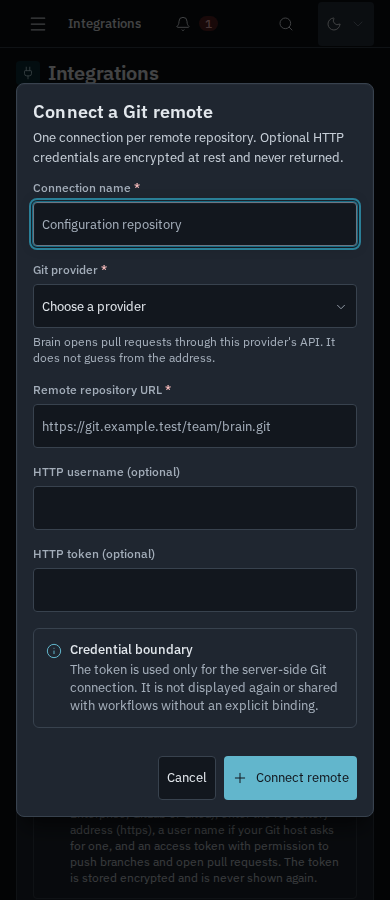 Integrations
1
Integrations
Connect a Git remote
One connection per remote repository. Optional HTTP
credentials are encrypted at rest and never returned.
Connection name *
Configuration repository
Git provider *
Choose a provider
Brain opens pull requests through this provider's API. It
does not guess from the address.
Remote repository URL *
https://git.example.test/team/brain.git
HTTP username (optional)
HTTP token (optional)
Credential boundary
The token is used only for the server-side Git
connection. It is not displayed again or shared
with workflows without an explicit binding.
Cancel
Connect remote
address (https), a user name if your Git host asks
for one, and an access token with permission to
push branches and open pull requests. The token
is stored encrypted and is never shown again.